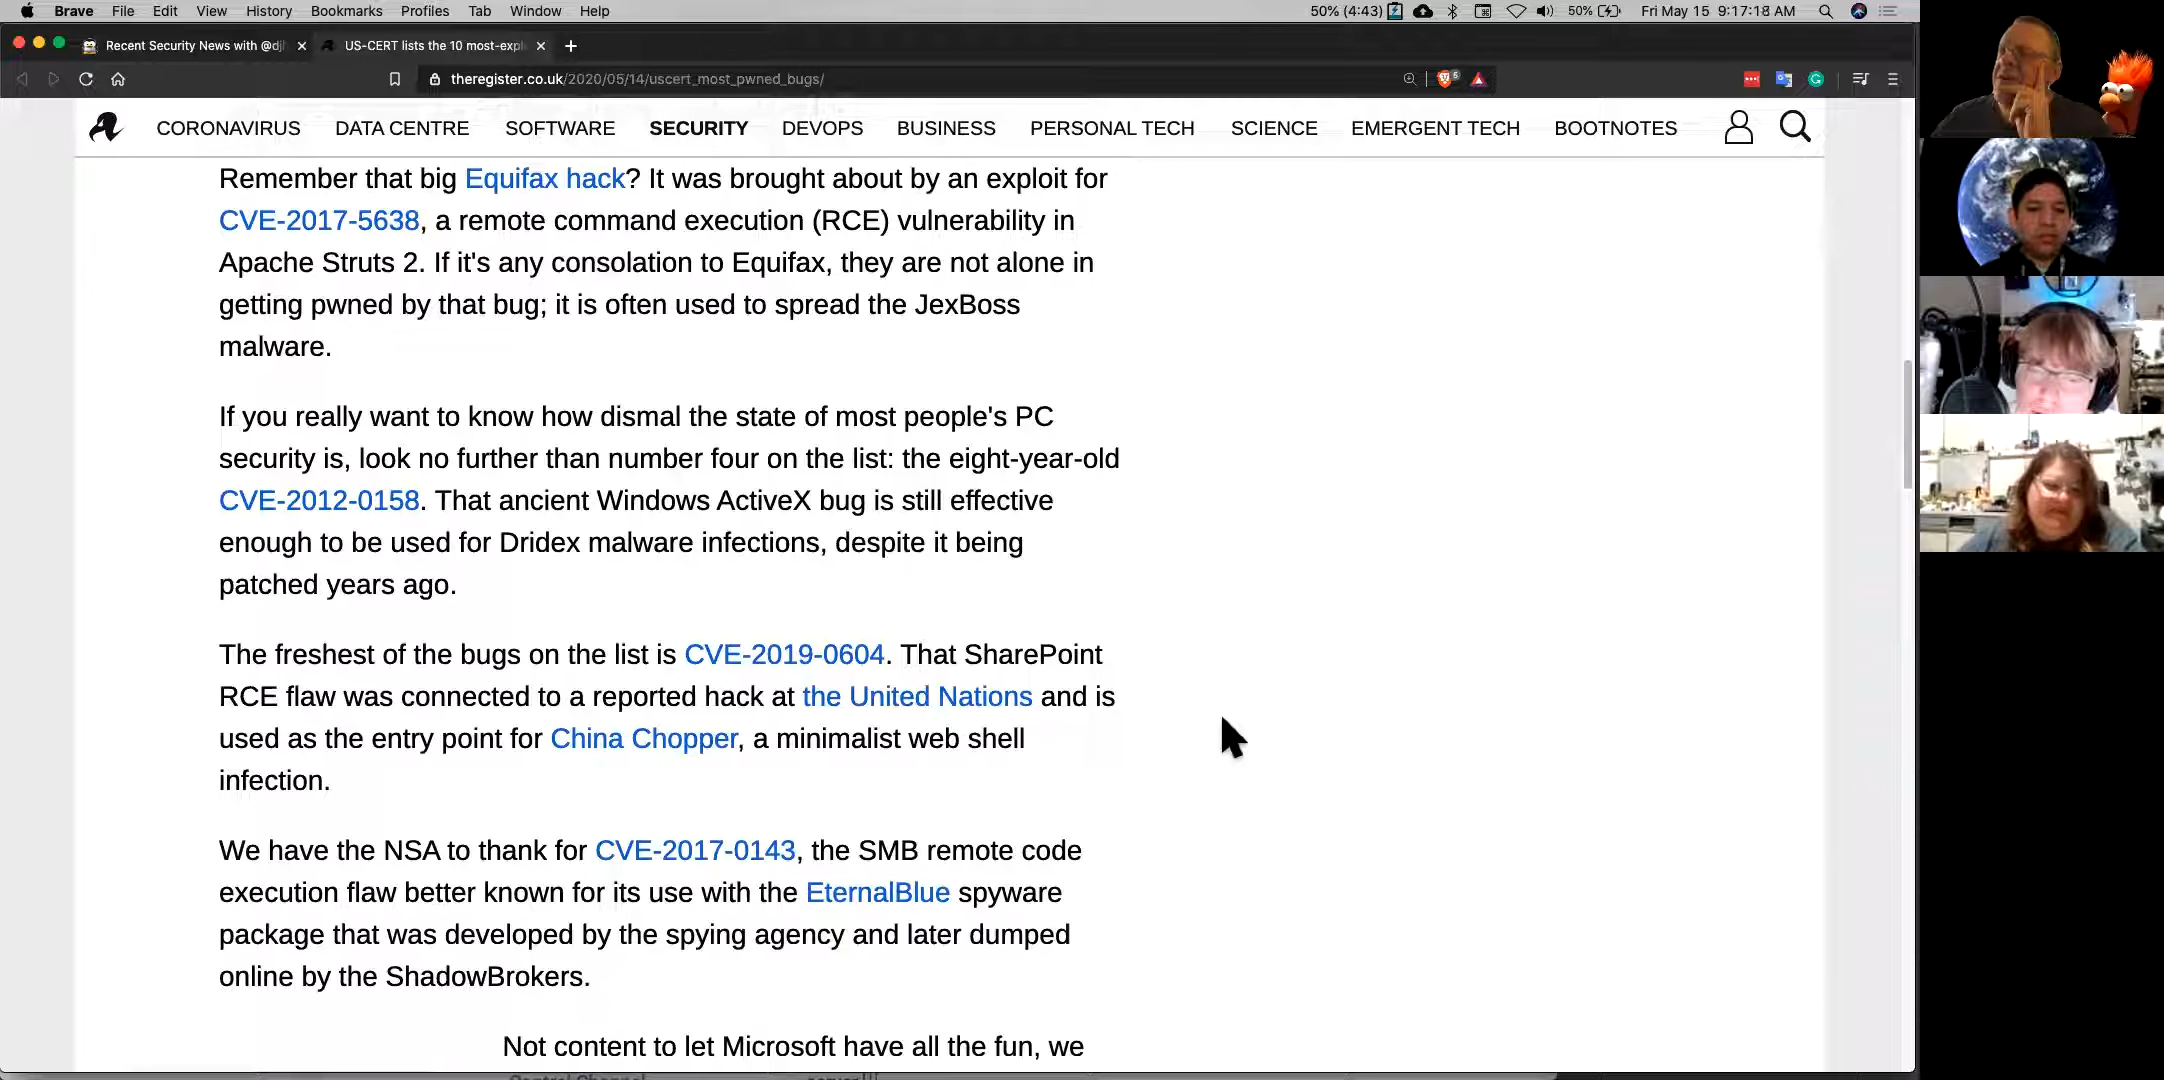 Brave File Edit View History Bookmarks Profiles Tab Window Help 50% (4:43) 50% Fri May 15 9:17:18 AM
Recent Security News with @djl US-CERT lists the 10 most-expl
theregister.co.uk/2020/05/14/uscert_most_pwned_bugs/ 5
CORONAVIRUS DATA CENTRE SOFTWARE SECURITY DEVOPS BUSINESS PERSONAL TECH SCIENCE EMERGENT TECH BOOTNOTES
Remember that big Equifax hack? It was brought about by an exploit for
CVE-2017-5638, a remote command execution (RCE) vulnerability in
Apache Struts 2. If it's any consolation to Equifax, they are not alone in
getting pwned by that bug; it is often used to spread the JexBoss
malware.
If you really want to know how dismal the state of most people's PC
security is, look no further than number four on the list: the eight-year-old
CVE-2012-0158. That ancient Windows ActiveX bug is still effective
enough to be used for Dridex malware infections, despite it being
patched years ago.
The freshest of the bugs on the list is CVE-2019-0604. That SharePoint
RCE flaw was connected to a reported hack at the United Nations and is
used as the entry point for China Chopper, a minimalist web shell
infection.
We have the NSA to thank for CVE-2017-0143, the SMB remote code
execution flaw better known for its use with the EternalBlue spyware
package that was developed by the spying agency and later dumped
online by the ShadowBrokers.
Not content to let Microsoft have all the fun, we